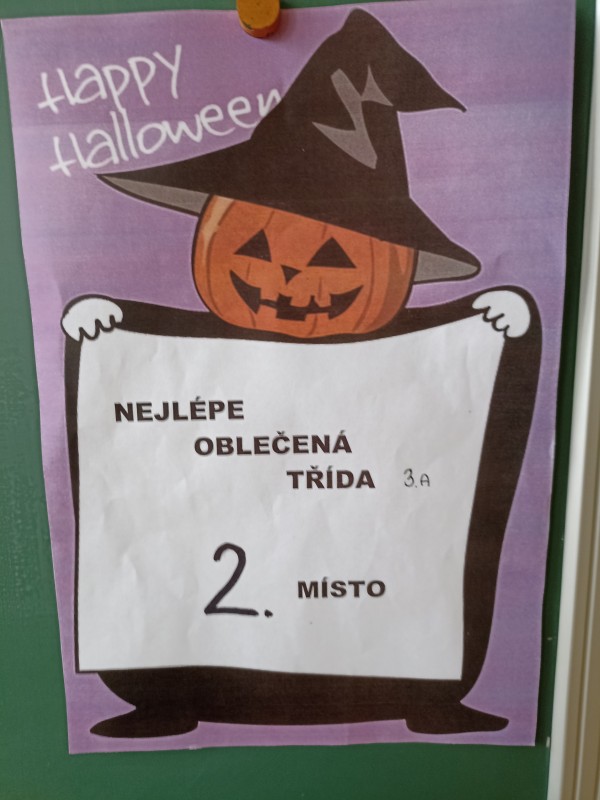 Happy
Halloween
NEJLÉPE
OBLEČENÁ
TŘÍDA 3.A
2. MÍSTO